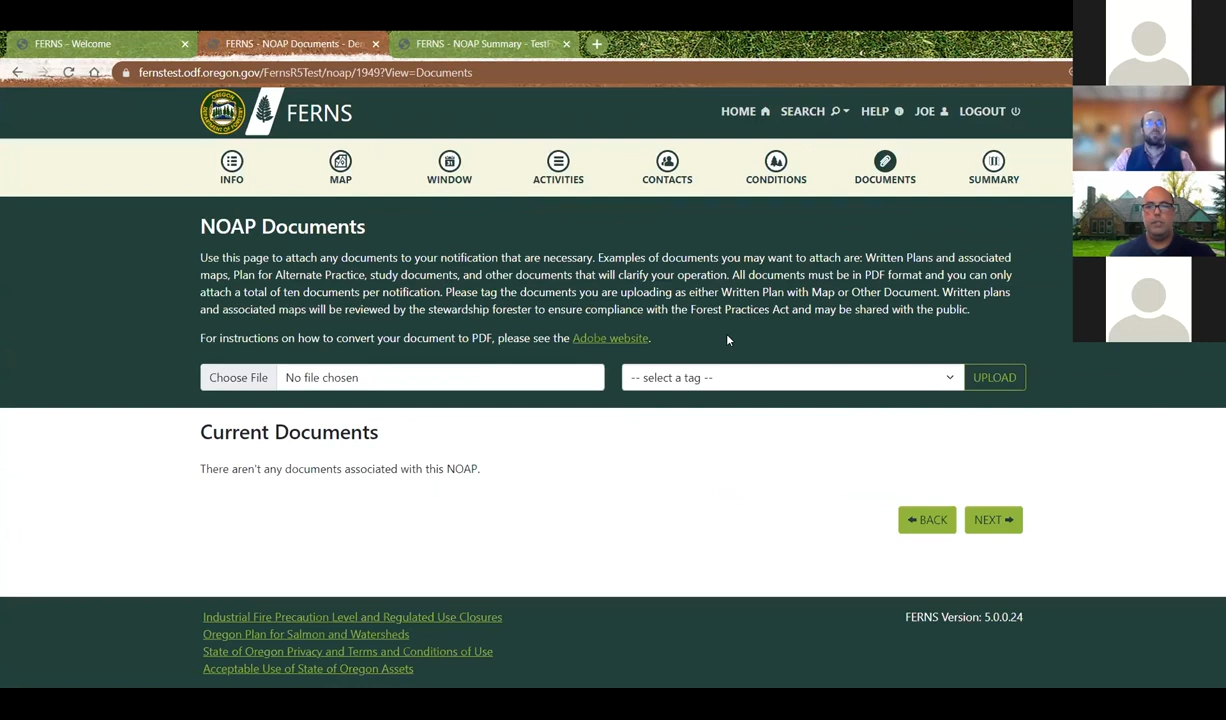 FERNS - Welcome
FERNS - NOAP Documents - De
FERNS - NOAP Summary - TestF
fernstest.odf.oregon.gov/FernsR5Test/noap/1949?View=Documents
FERNS
HOME
SEARCH
HELP
JOE
LOGOUT
INFO
MAP
WINDOW
ACTIVITIES
CONTACTS
CONDITIONS
DOCUMENTS
SUMMARY
NOAP Documents
Use this page to attach any documents to your notification that are necessary. Examples of documents you may want to attach are: Written Plans and associated
maps, Plan for Alternate Practice, study documents, and other documents that will clarify your operation. All documents must be in PDF format and you can only
attach a total of ten documents per notification. Please tag the documents you are uploading as either Written Plan with Map or Other Document. Written plans
and associated maps will be reviewed by the stewardship forester to ensure compliance with the Forest Practices Act and may be shared with the public.
For instructions on how to convert your document to PDF, please see the Adobe website.
Choose File No file chosen
-- select a tag --
UPLOAD
Current Documents
There aren't any documents associated with this NOAP.
BACK
NEXT
Industrial Fire Precaution Level and Regulated Use Closures
FERNS Version: 5.0.0.24
Oregon Plan for Salmon and Watersheds
State of Oregon Privacy and Terms and Conditions of Use
Acceptable Use of State of Oregon Assets